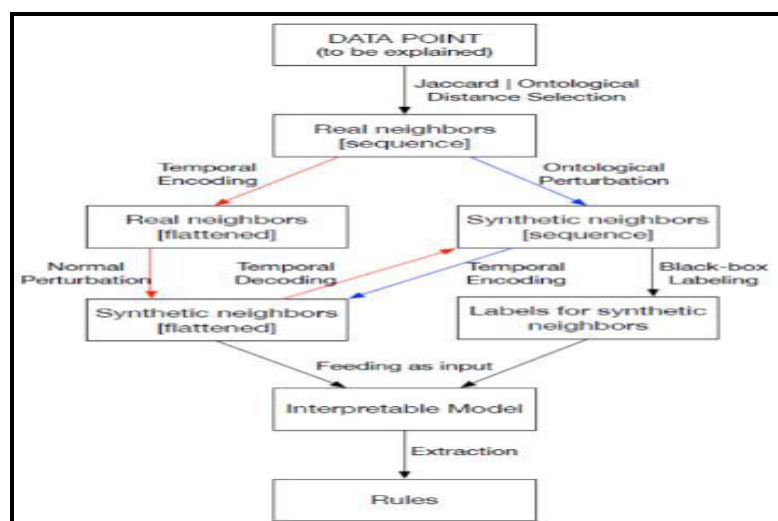 DATA POINT
(to be explained)
Jaccard | Ontological
Distance Selection
Real neighbors
[sequence]
Temporal
Encoding
Ontological
Perturbation
Real neighbors
[flattened]
Synthetic neighbors
[sequence]
Normal
Perturbation
Temporal
Decoding
Temporal
Encoding
Black-box
Labeling
Synthetic neighbors
[flattened]
Labels for synthetic
neighbors
Feeding as input
Interpretable Model
Extraction
Rules